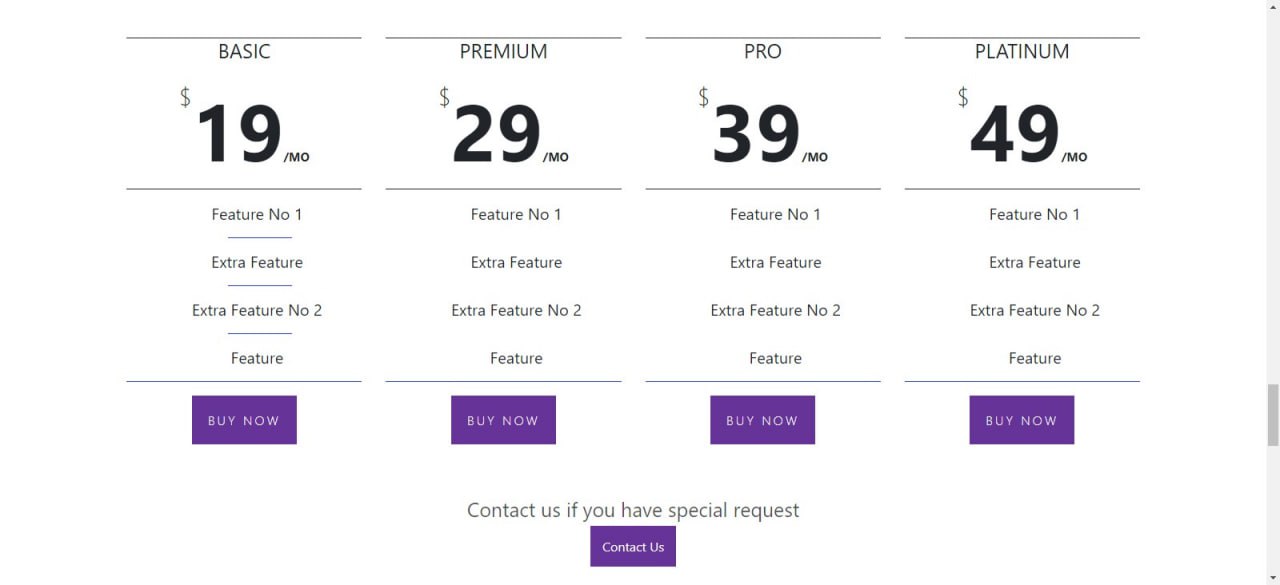 BASIC
$19/MO
Feature No 1
Extra Feature
Extra Feature No 2
Feature
BUY NOW
PREMIUM
$29/MO
Feature No 1
Extra Feature
Extra Feature No 2
Feature
BUY NOW
PRO
$39/MO
Feature No 1
Extra Feature
Extra Feature No 2
Feature
BUY NOW
PLATINUM
$49/MO
Feature No 1
Extra Feature
Extra Feature No 2
Feature
BUY NOW
Contact us if you have special request
Contact Us